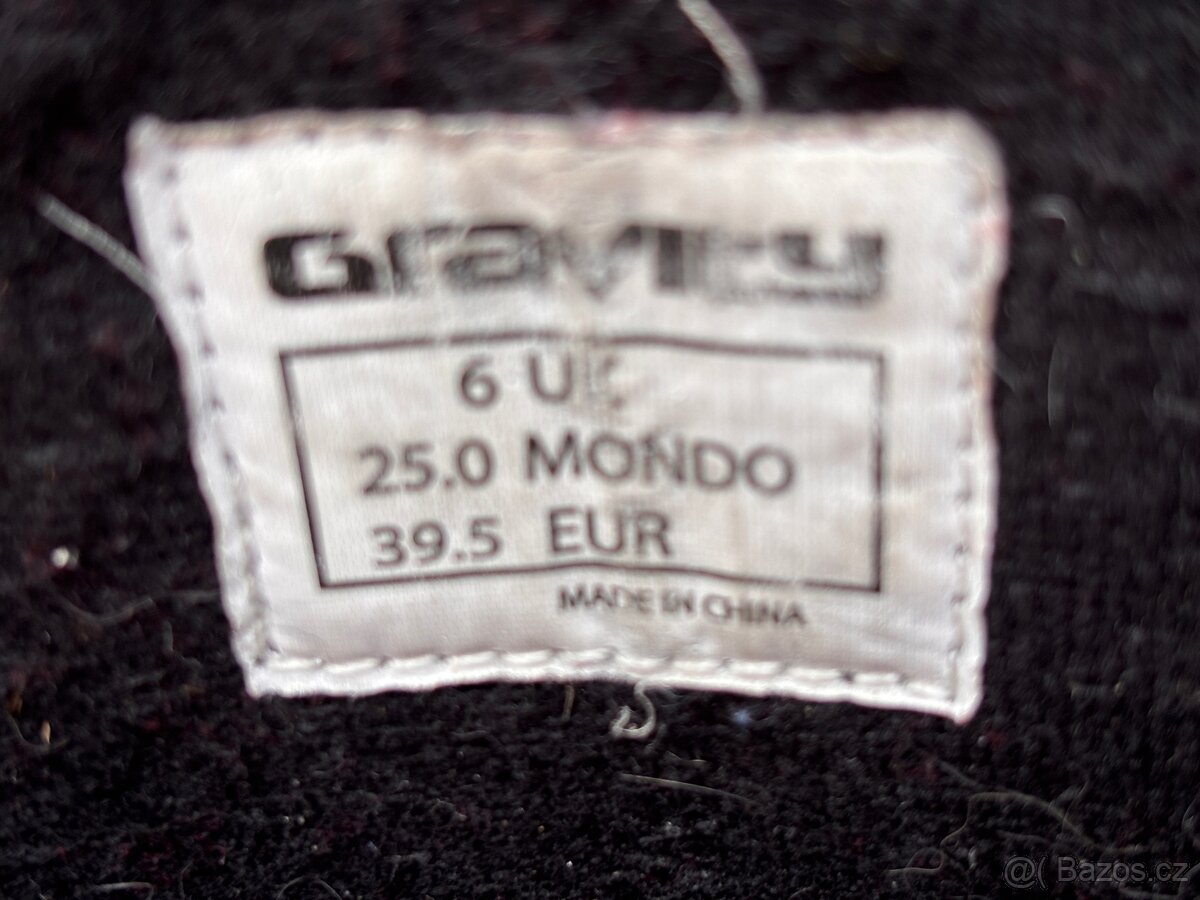 Gravity
6 UK
25.0 MONDO
39.5 EUR
MADE IN CHINA
@( Bazos.cz